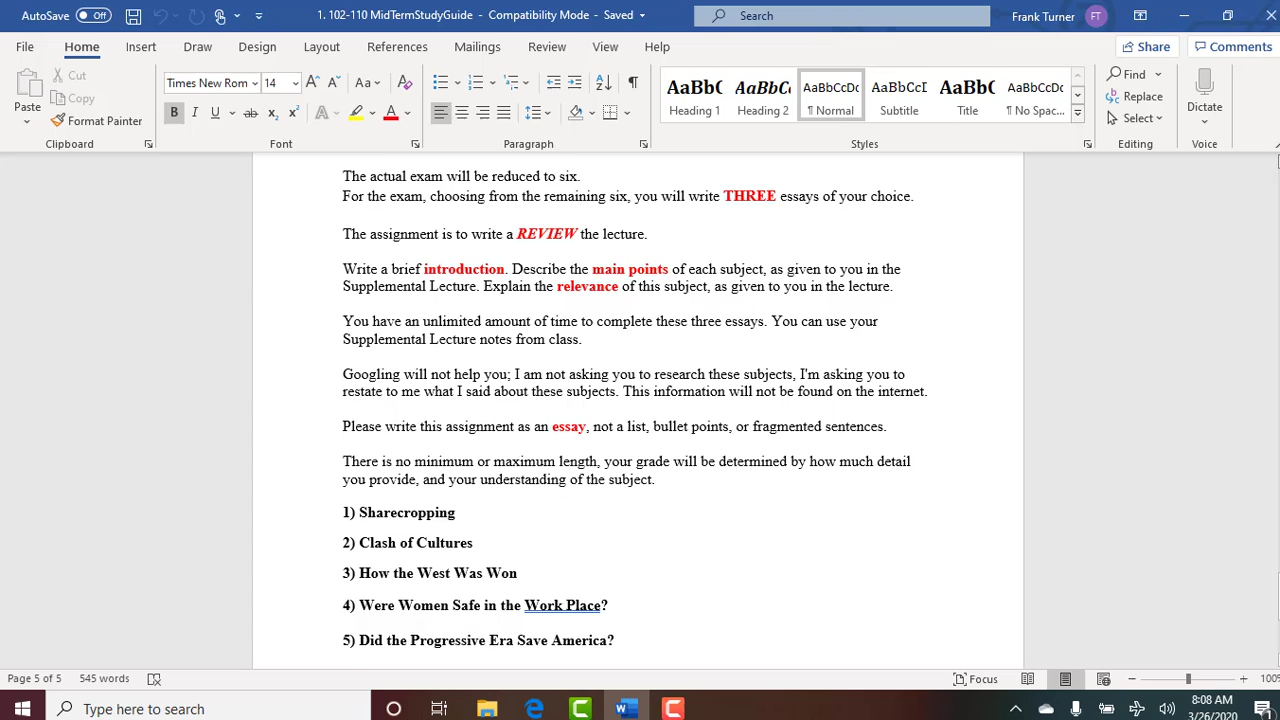 AutoSave Off 1. 102-110 MidTermStudyGuide - Compatibility Mode - Saved Search Frank Turner FT
File Home Insert Draw Design Layout References Mailings Review View Help Share Comments
Paste Cut Copy Format Painter Clipboard
Times New Rom 14 Aa B I U ab x₂ x² A A Font
Paragraph
AaBbC Heading 1 AaBbC Heading 2 AaBbCcDc ¶ Normal AaBbCcD Subtitle AaBbC Title AaBbCcDc ¶ No Spac... Styles
Find Replace Select Editing
Dictate Voice
The actual exam will be reduced to six.
For the exam, choosing from the remaining six, you will write THREE essays of your choice.
The assignment is to write a REVIEW the lecture.
Write a brief introduction. Describe the main points of each subject, as given to you in the
Supplemental Lecture. Explain the relevance of this subject, as given to you in the lecture.
You have an unlimited amount of time to complete these three essays. You can use your
Supplemental Lecture notes from class.
Googling will not help you; I am not asking you to research these subjects, I'm asking you to
restate to me what I said about these subjects. This information will not be found on the internet.
Please write this assignment as an essay, not a list, bullet points, or fragmented sentences.
There is no minimum or maximum length, your grade will be determined by how much detail
you provide, and your understanding of the subject.
1) Sharecropping
2) Clash of Cultures
3) How the West Was Won
4) Were Women Safe in the Work Place?
5) Did the Progressive Era Save America?
Page 5 of 5 545 words Focus 100%
Type here to search 8:08 AM
3/26/2020